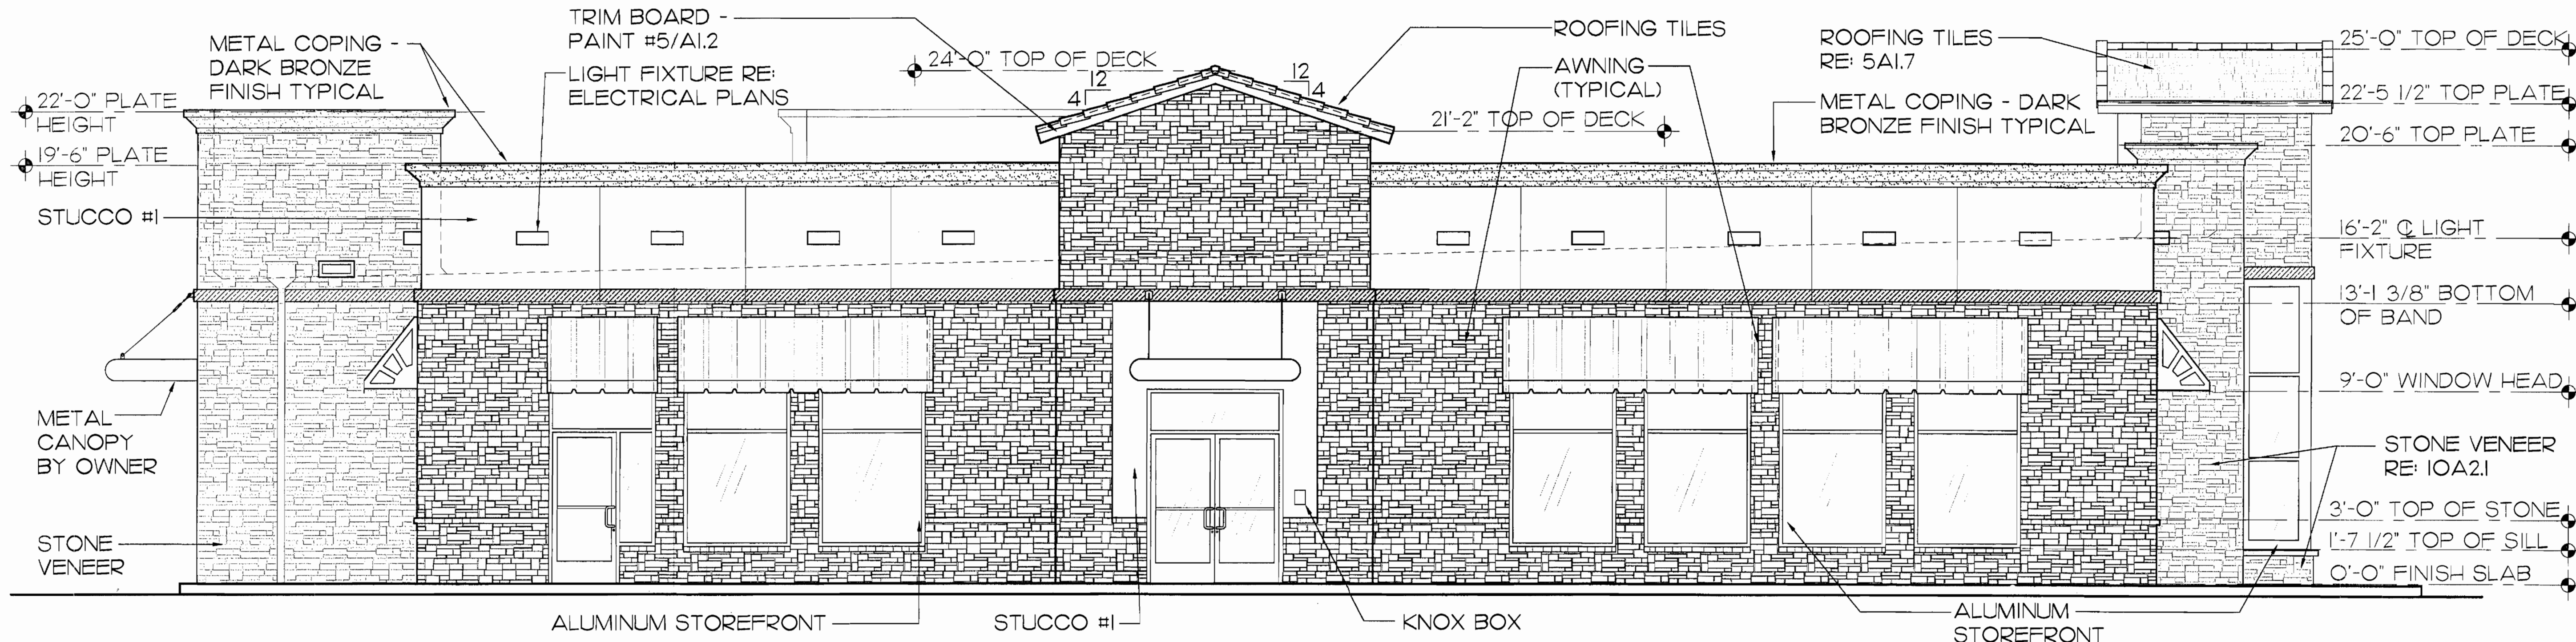 TRIM BOARD -
PAINT #5/A1.2
METAL COPING -
DARK BRONZE
FINISH TYPICAL
LIGHT FIXTURE RE:
ELECTRICAL PLANS
24'-0" TOP OF DECK
12
4
12
4
ROOFING TILES
AWNING
(TYPICAL)
21'-2" TOP OF DECK
ROOFING TILES
RE: 5A1.7
METAL COPING - DARK
BRONZE FINISH TYPICAL
22'-0" PLATE
HEIGHT
19'-6" PLATE
HEIGHT
STUCCO #1
METAL
CANOPY
BY OWNER
STONE
VENEER
25'-0" TOP OF DECK
22'-5 1/2" TOP PLATE
20'-6" TOP PLATE
16'-2" ℄ LIGHT
FIXTURE
13'-1 3/8" BOTTOM
OF BAND
9'-0" WINDOW HEAD
STONE VENEER
RE: 10A2.1
3'-0" TOP OF STONE
1'-7 1/2" TOP OF SILL
0'-0" FINISH SLAB
ALUMINUM STOREFRONT
STUCCO #1
KNOX BOX
ALUMINUM
STOREFRONT